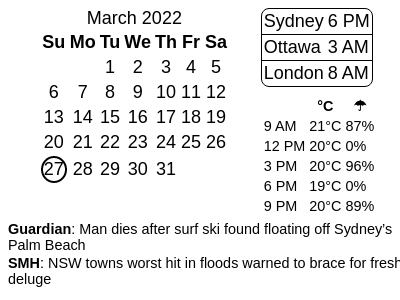 March 2022
Su Mo Tu We Th Fr Sa
1 2 3 4 5
6 7 8 9 10 11 12
13 14 15 16 17 18 19
20 21 22 23 24 25 26
27 28 29 30 31
Sydney 6 PM
Ottawa 3 AM
London 8 AM
°C ☂
9 AM 21°C 87%
12 PM 20°C 0%
3 PM 20°C 96%
6 PM 19°C 0%
9 PM 20°C 89%
Guardian: Man dies after surf ski found floating off Sydney’s
Palm Beach
SMH: NSW towns worst hit in floods warned to brace for fresh
deluge